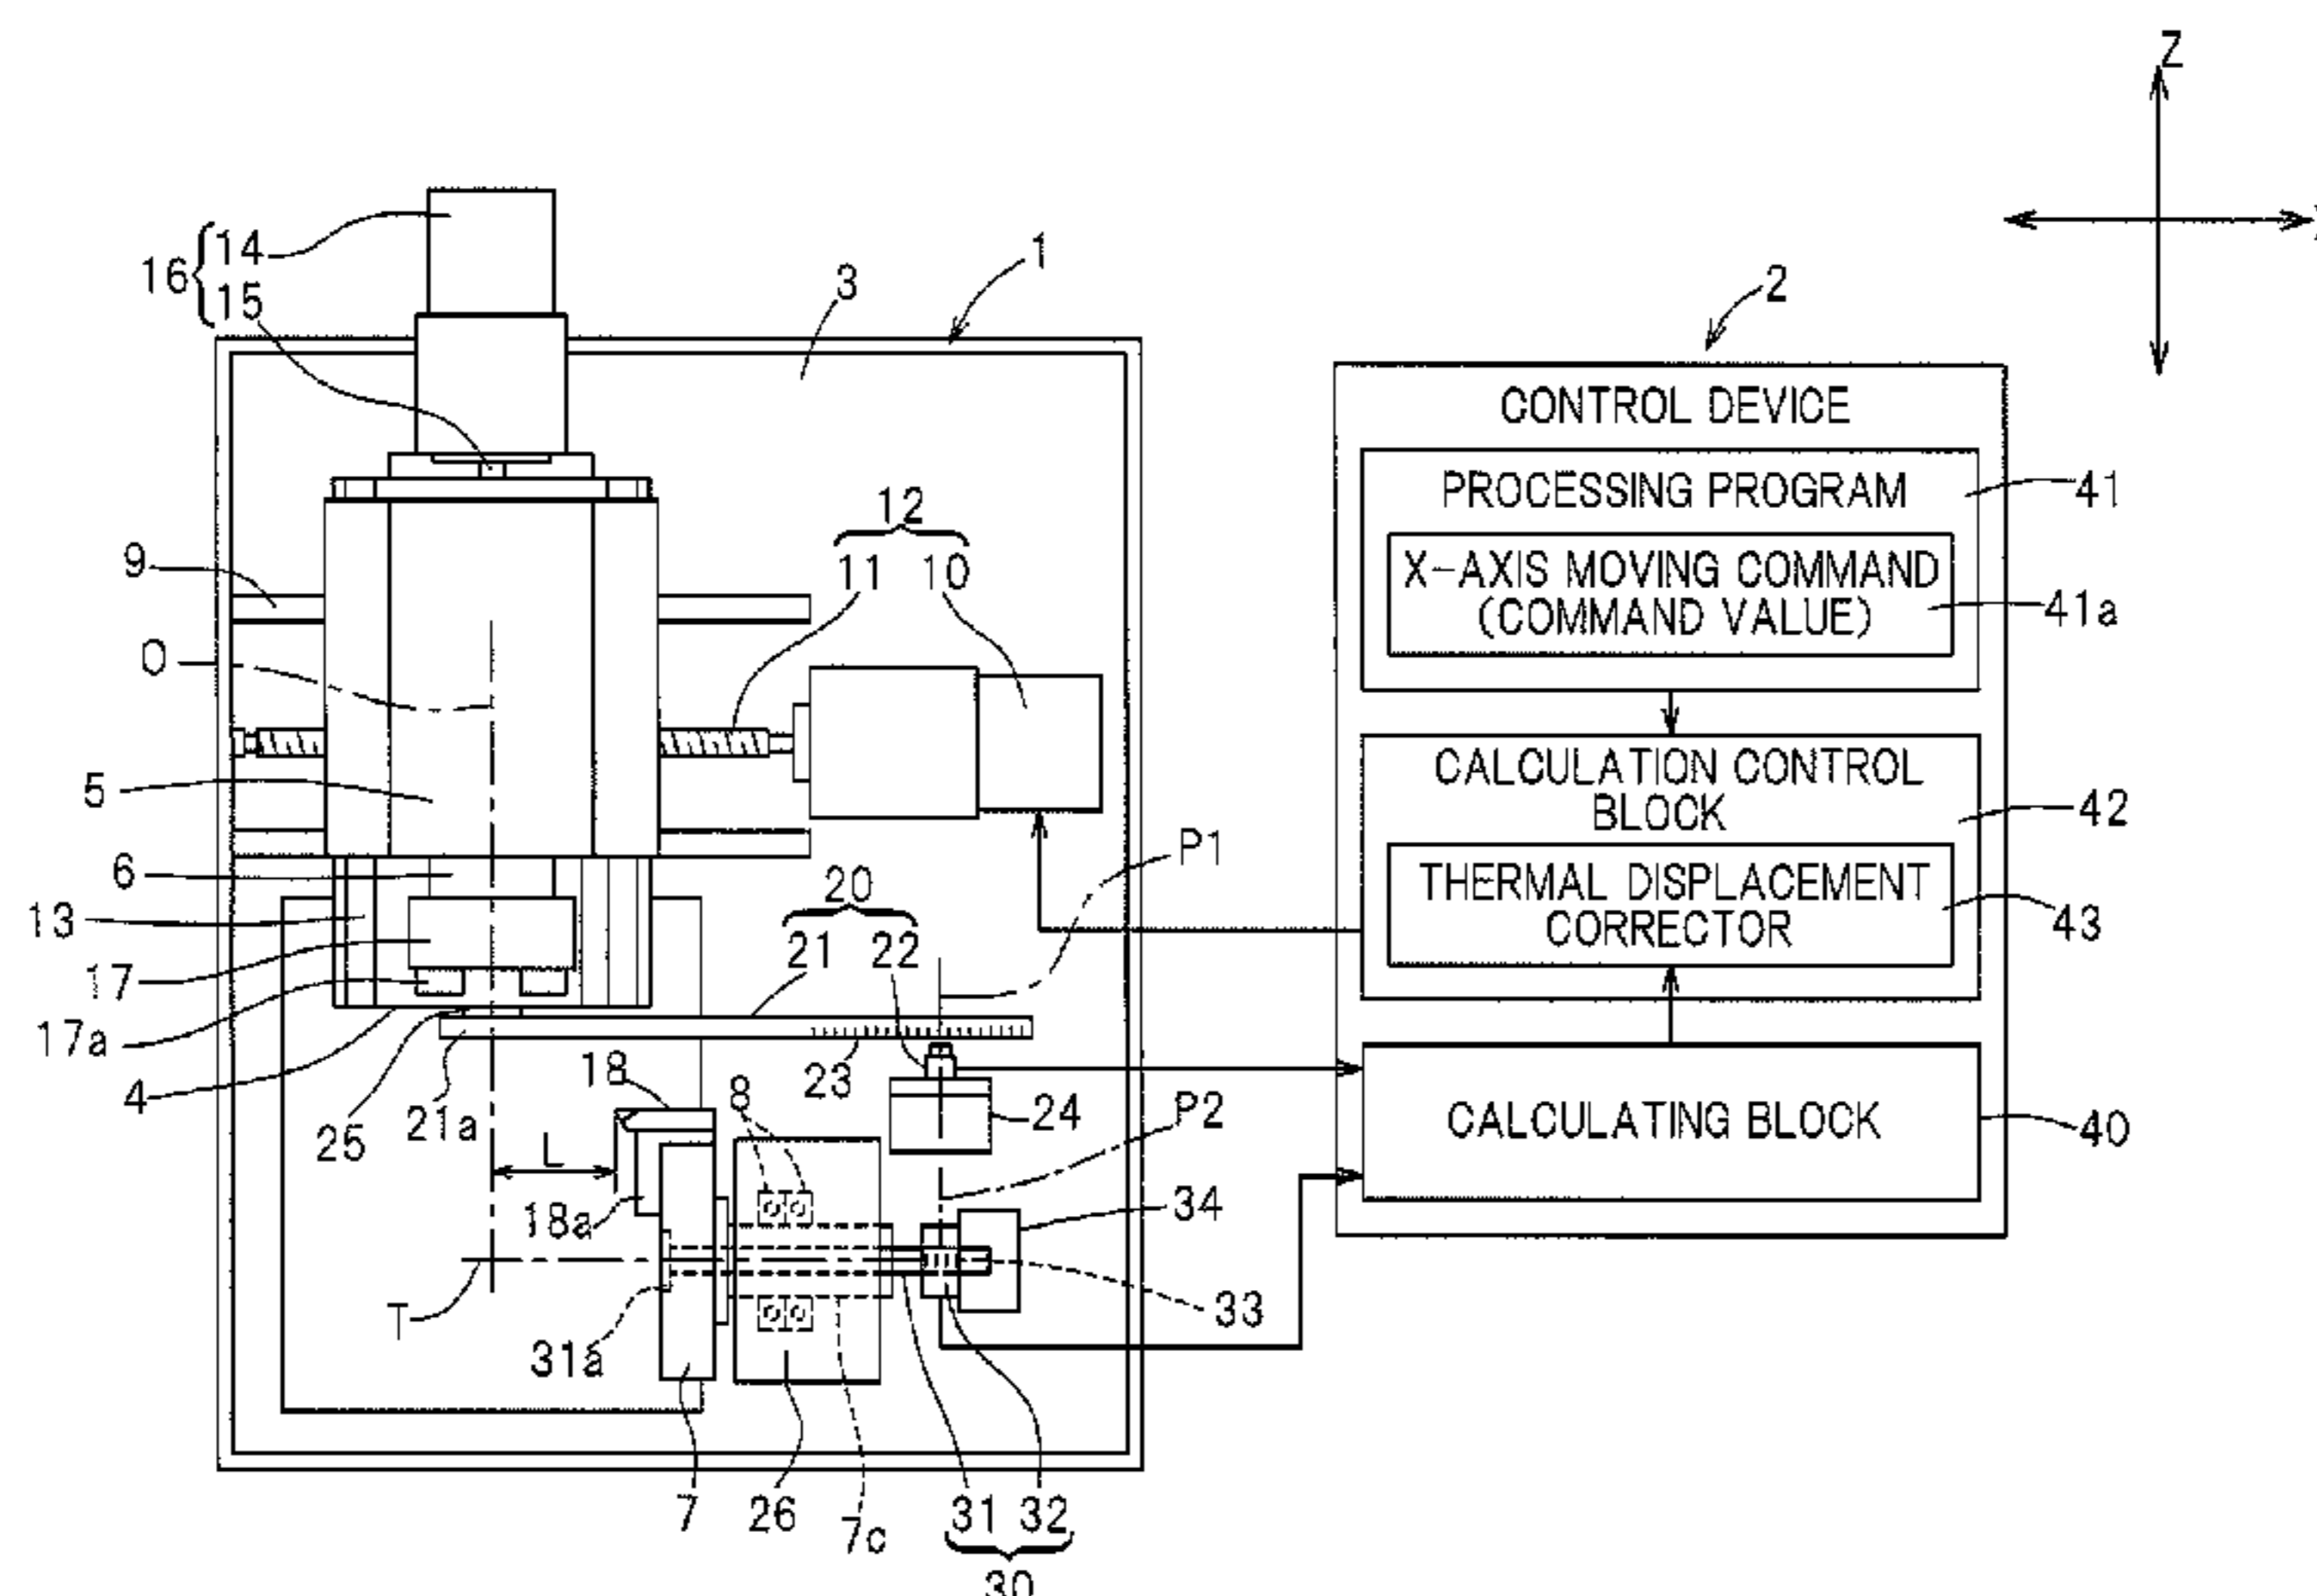 Z
X
1
3
2
16
14
15
CONTROL DEVICE
PROCESSING PROGRAM
41
X-AXIS MOVING COMMAND
(COMMAND VALUE)
41a
12
11 10
9
O
5
CALCULATION CONTROL
BLOCK
42
P1
6
THERMAL DISPLACEMENT
CORRECTOR
43
20
21 22
13
17
17a
4
25
21a
18
23
8
24
P2
CALCULATING BLOCK
40
L
18a
34
T
31a
33
7
26
7c
31 32
30